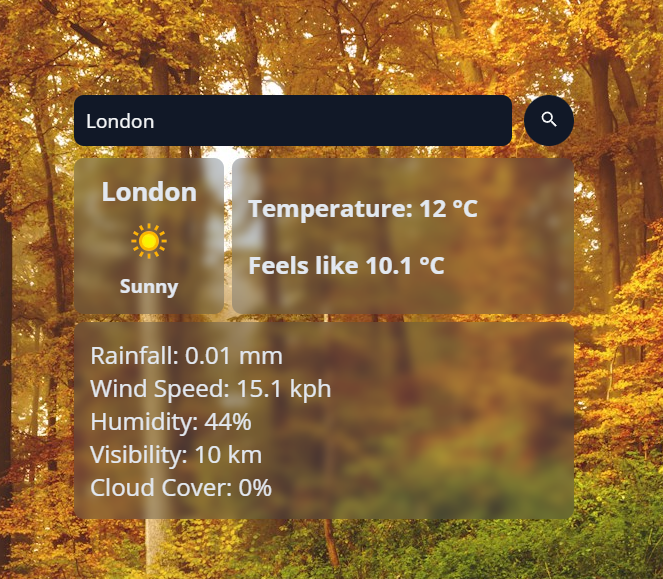 London
London
Sunny
Temperature: 12 °C
Feels like 10.1 °C
Rainfall: 0.01 mm
Wind Speed: 15.1 kph
Humidity: 44%
Visibility: 10 km
Cloud Cover: 0%